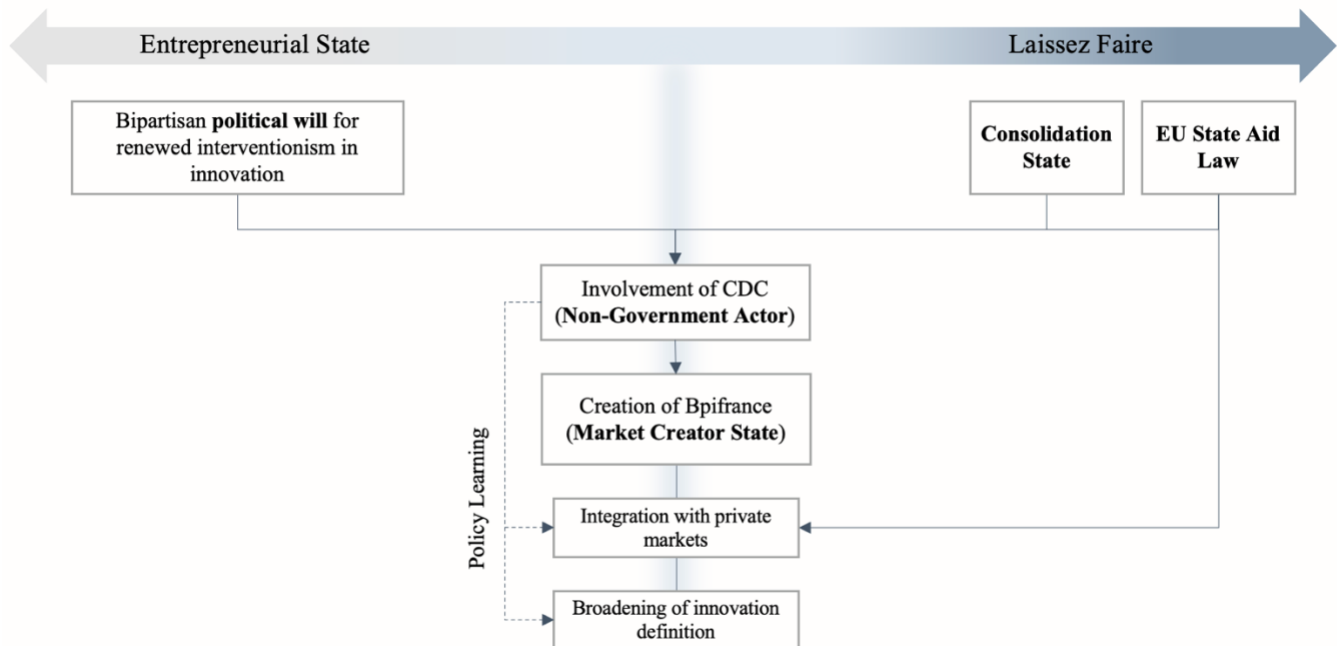 Entrepreneurial State
Laissez Faire
Bipartisan political will for
renewed interventionism in
innovation
Consolidation
State
EU State Aid
Law
Involvement of CDC
(Non-Government Actor)
Creation of Bpifrance
(Market Creator State)
Policy Learning
Integration with private
markets
Broadening of innovation
definition